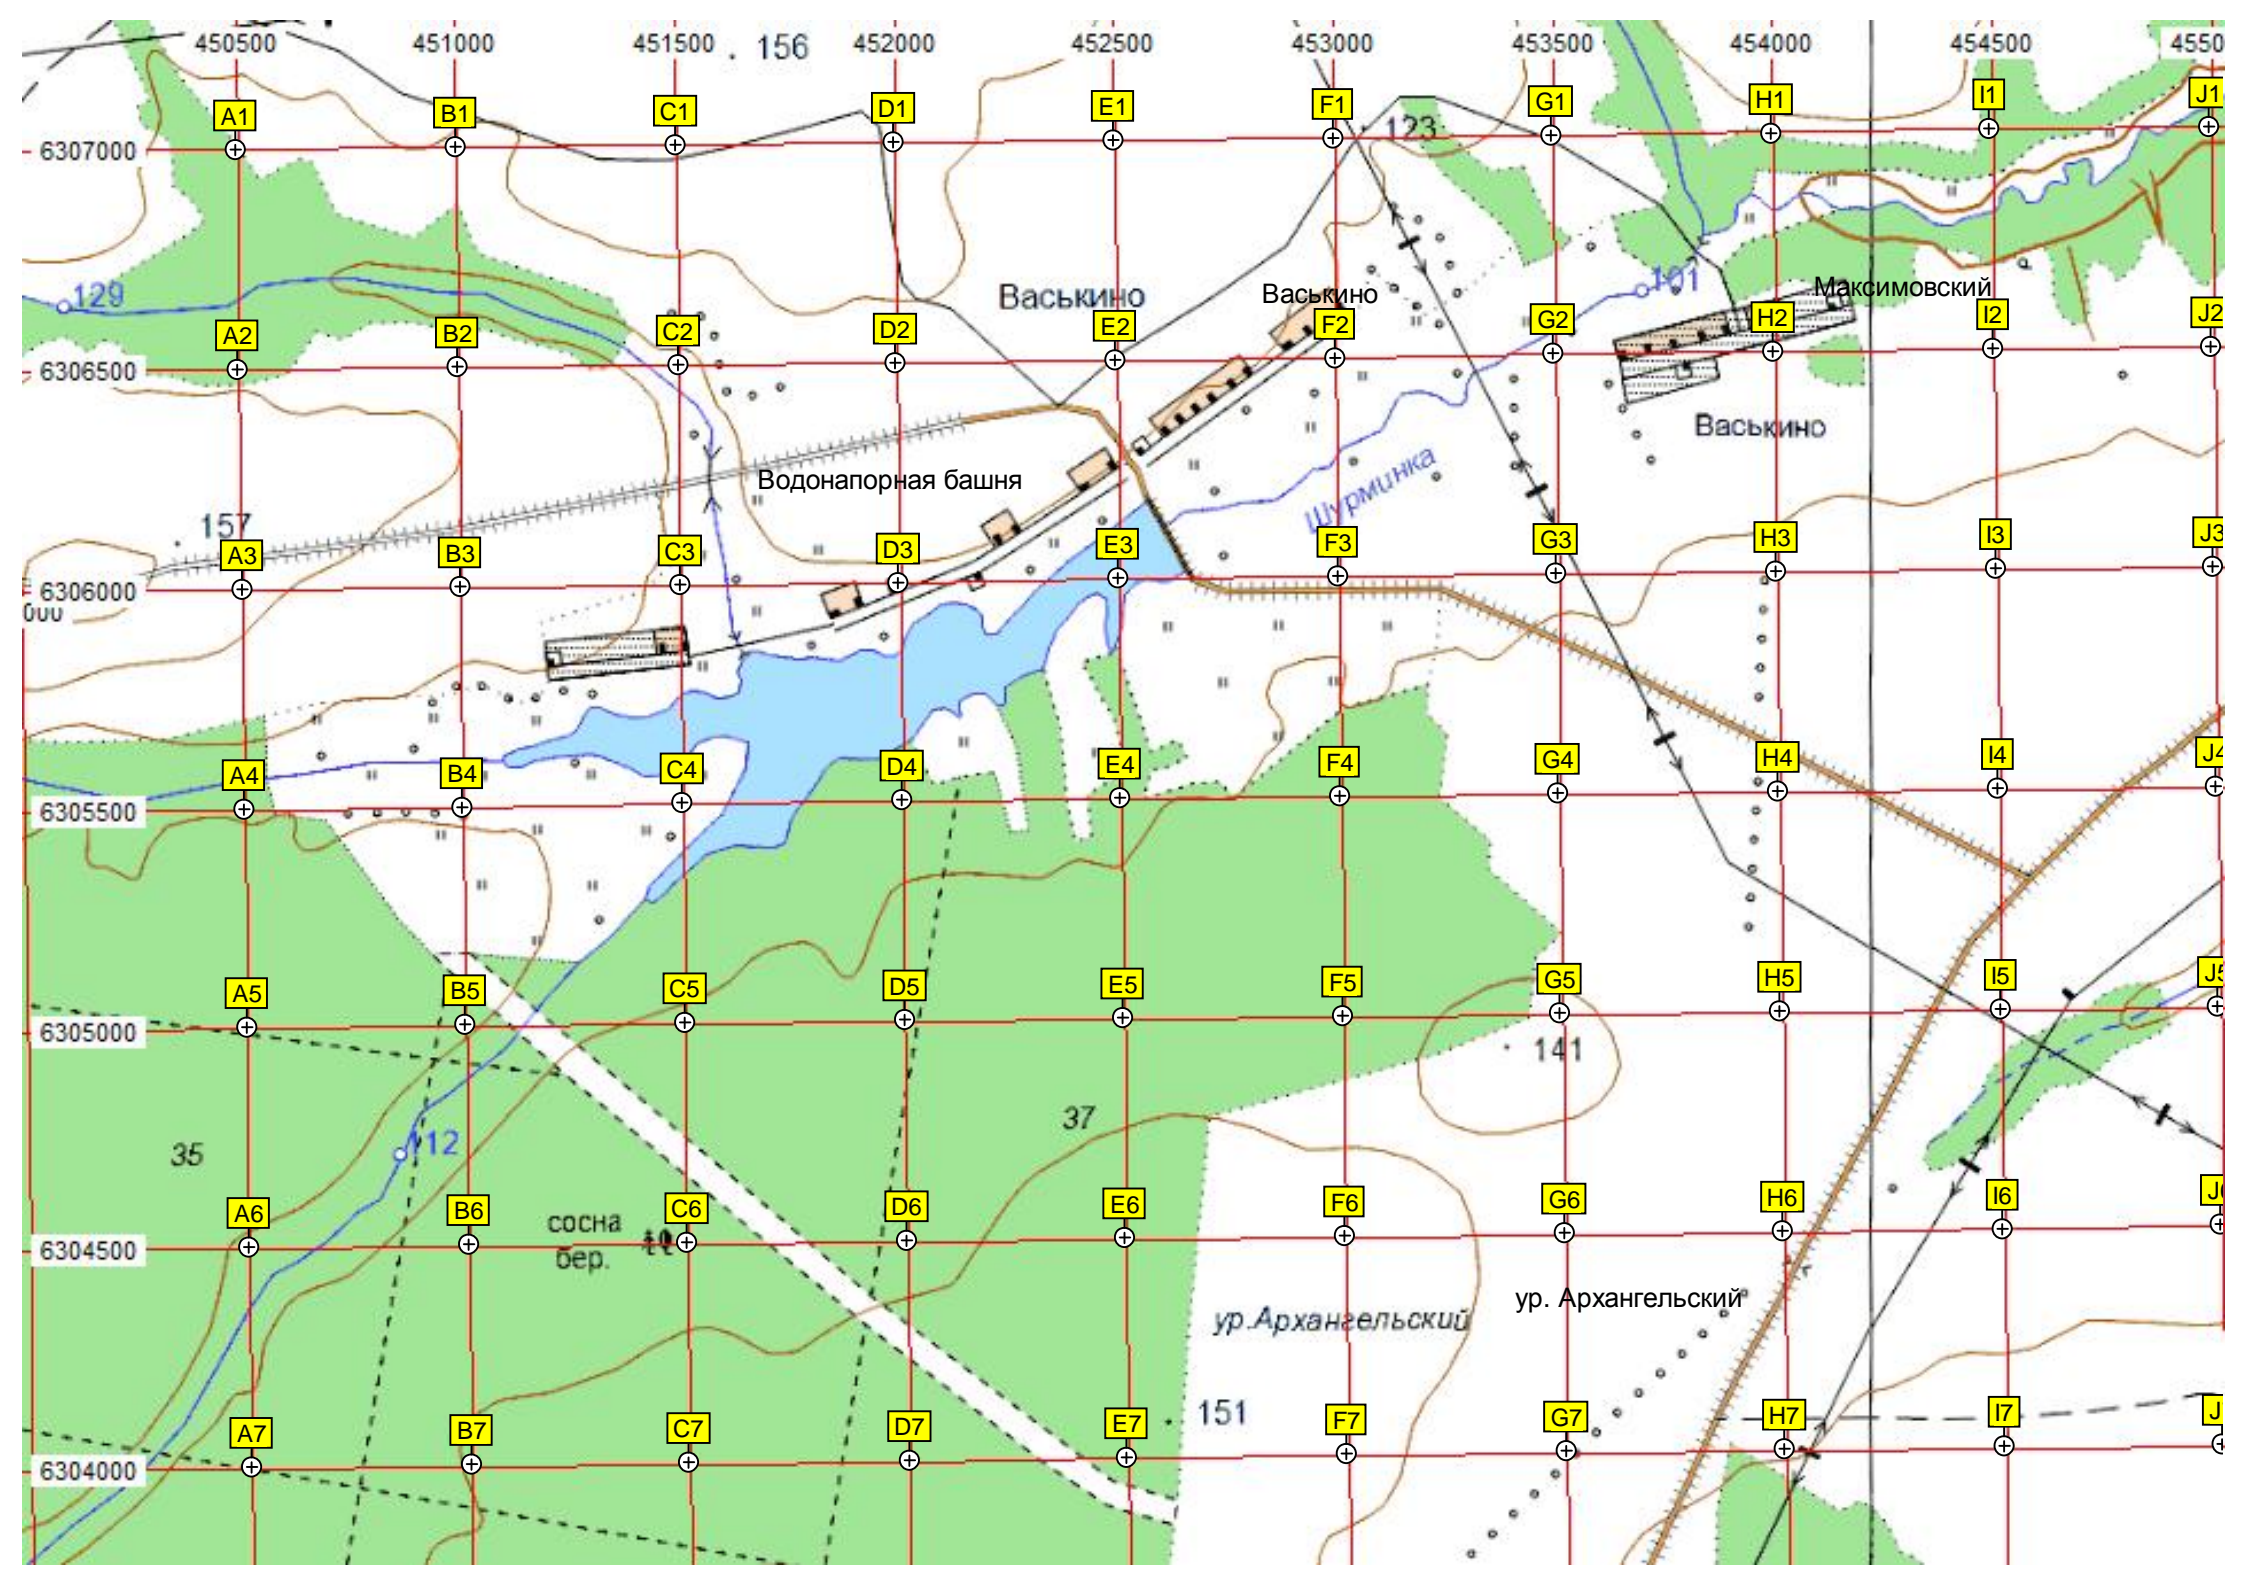 450500 451000 451500 . 156 452000 452500 453000 453500 454000 454500 4550
A1 B1 C1 D1 E1 F1 123 G1 H1 I1 J1
6307000
129 Васькино Васькино 101 Максимовский
A2 B2 C2 D2 E2 F2 G2 H2 I2 J2
6306500
Васькино
Водонапорная башня Шурминка
157
A3 B3 C3 D3 E3 F3 G3 H3 I3 J3
6306000
000
A4 B4 C4 D4 E4 F4 G4 H4 I4 J4
6305500
A5 B5 C5 D5 E5 F5 G5 H5 I5 J5
6305000
141
35 112 37
A6 B6 C6 D6 E6 F6 G6 H6 I6 J6
сосна
6304500
бер.
ур.Архангельский ур. Архангельский
151
A7 B7 C7 D7 E7 F7 G7 H7 I7 J
6304000